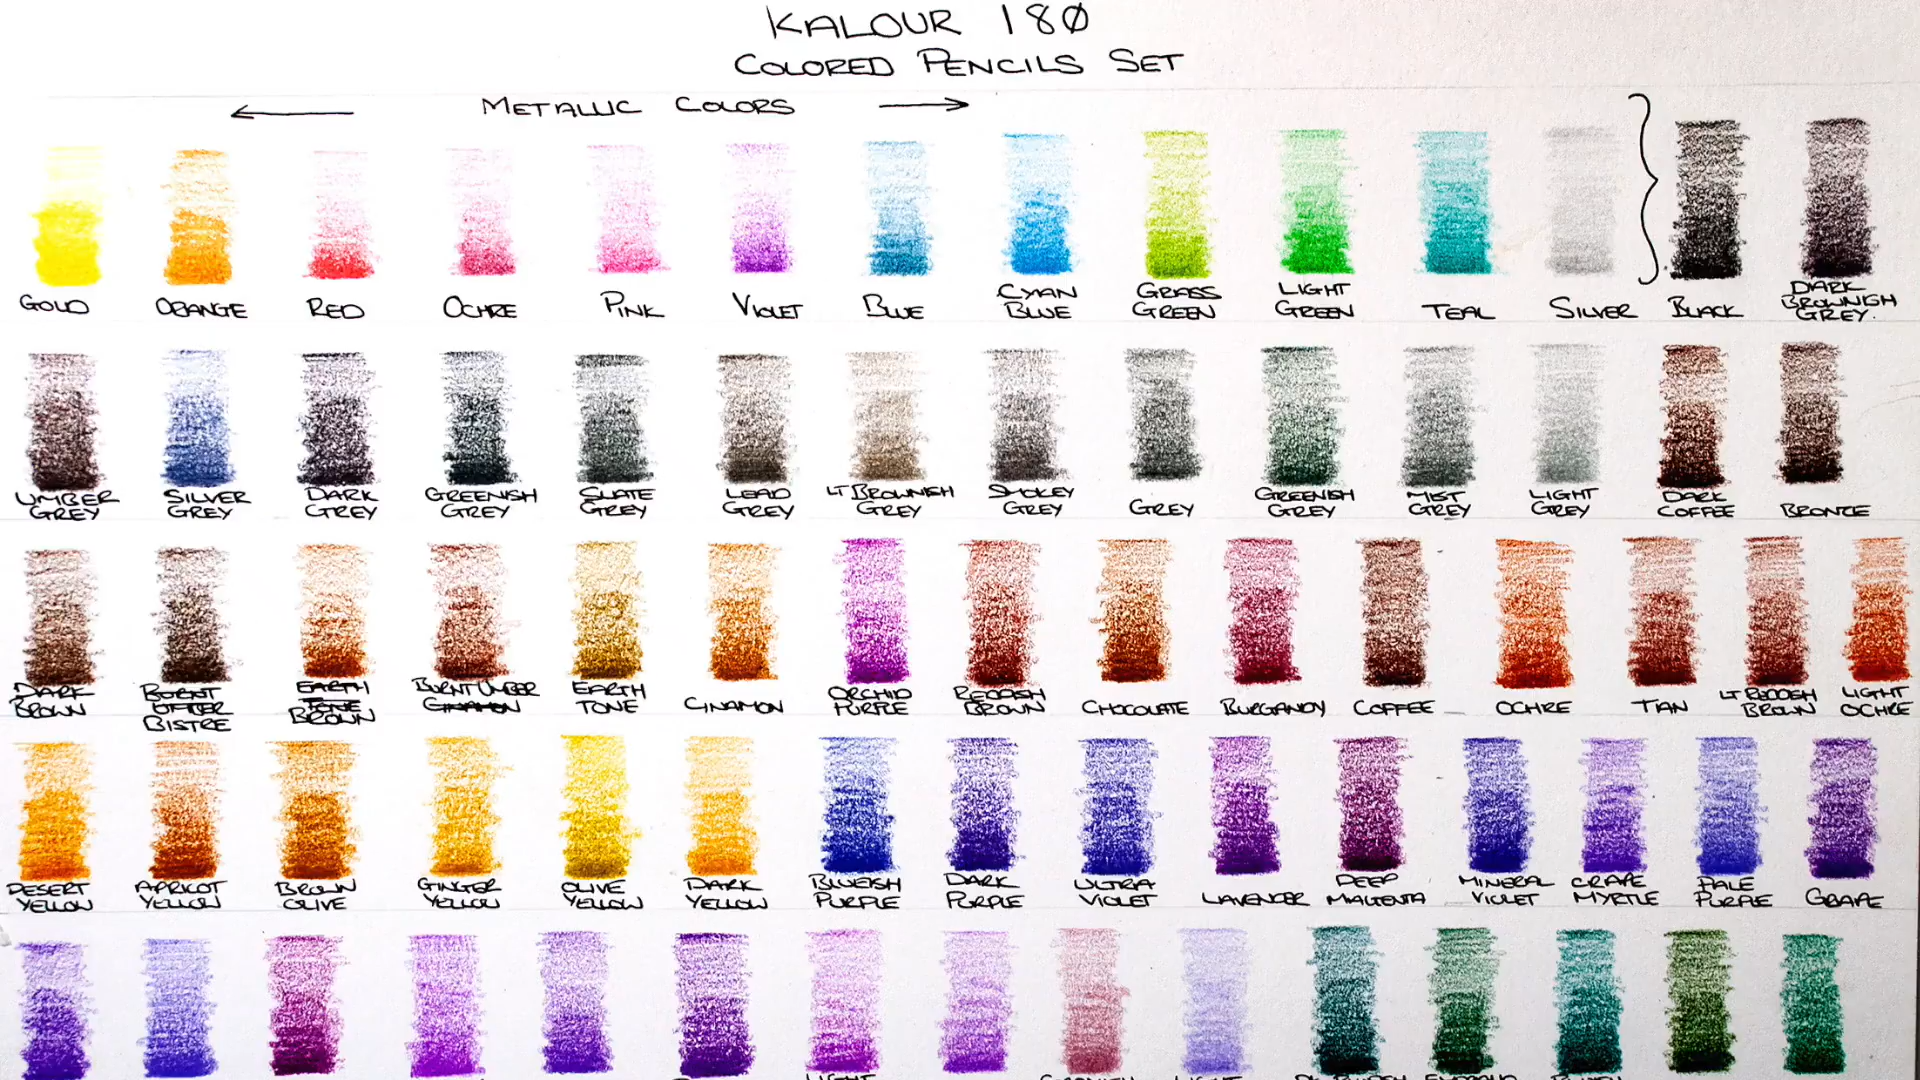 KALOUR 180
COLORED PENCILS SET
METALLIC COLORS
GOLD
ORANGE
RED
OCHRE
PINK
VIOLET
BLUE
CYAN
BLUE
GRASS
GREEN
LIGHT
GREEN
TEAL
SILVER
BLACK
DARK
BROWNISH
GREY.
UMBER
GREY
SILVER
GREY
DARK
GREY
GREENISH
GREY
SLATE
GREY
LEAD
GREY
LT BROWNISH
GREY
SMOKEY
GREY
GREY
GREENISH
GREY
MIST
GREY
LIGHT
GREY
DARK
COFFEE
BRONZE
DARK
BROWN
BURNT
BISTRE
EARTH
TONE
BROWN
BURNT UMBER
CINAMON
EARTH
TONE
CINAMON
ORCHID
PURPLE
REDDISH
BROWN
CHOCOLATE
BURGANDY
COFFEE
OCHRE
TIAN
LT REDDISH
BROWN
LIGHT
OCHRE
DESERT
YELLOW
APRICOT
YELLOW
BROWN
OLIVE
GINGER
YELLOW
OLIVE
YELLOW
DARK
YELLOW
BLUEISH
PURPLE
DARK
PURPLE
ULTRA
VIOLET
LAVENDER
DEEP
MAGENTA
MINERAL
VIOLET
CRAPE
MYRTLE
PALE
PURPLE
GRAPE
LIGHT
LIGHT